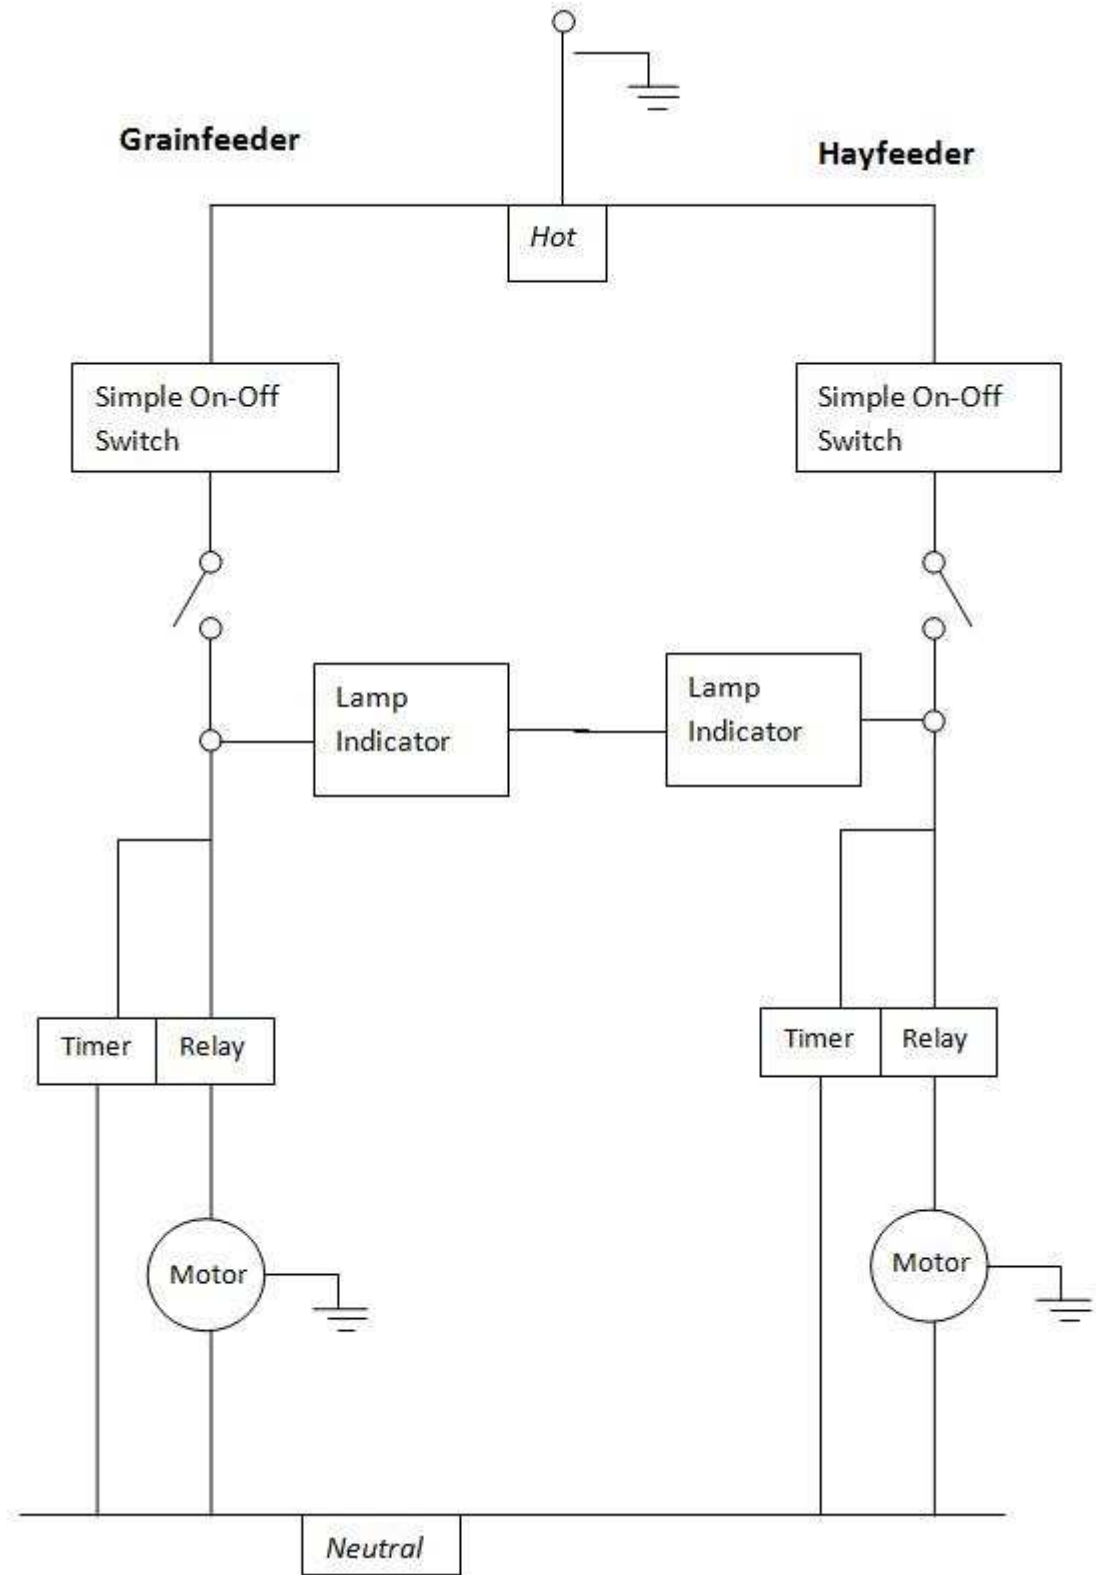 Grainfeeder
Hayfeeder
Hot
Simple On-Off
Switch
Simple On-Off
Switch
Lamp
Indicator
Lamp
Indicator
Timer
Relay
Timer
Relay
Motor
Motor
Neutral